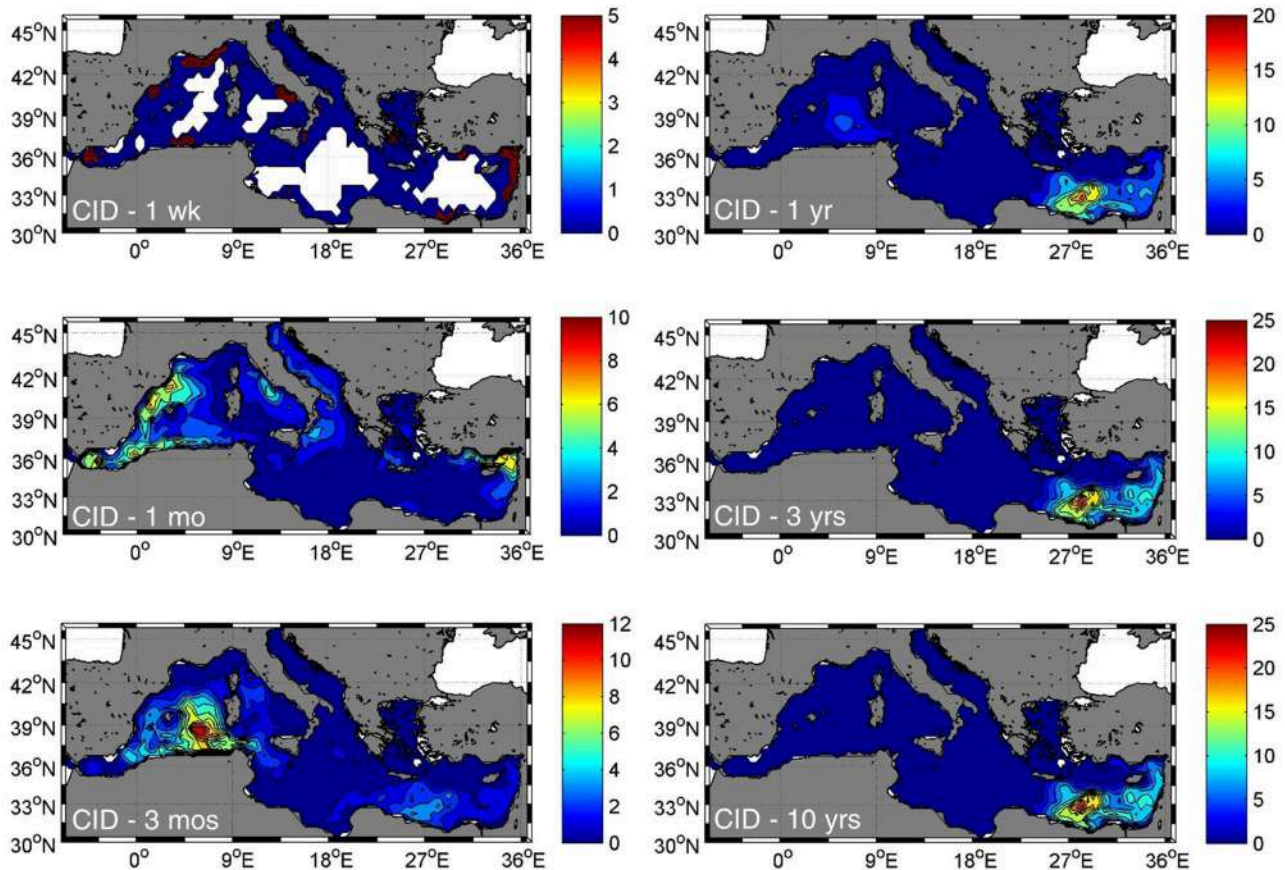 45°N
42°N
39°N
36°N
33°N
30°N
0°
9°E
18°E
27°E
36°E
CID - 1 wk
5
4
3
2
1
0
45°N
42°N
39°N
36°N
33°N
30°N
0°
9°E
18°E
27°E
36°E
CID - 1 yr
20
15
10
5
0
45°N
42°N
39°N
36°N
33°N
30°N
0°
9°E
18°E
27°E
36°E
CID - 1 mo
10
8
6
4
2
0
45°N
42°N
39°N
36°N
33°N
30°N
0°
9°E
18°E
27°E
36°E
CID - 3 yrs
25
20
15
10
5
0
45°N
42°N
39°N
36°N
33°N
30°N
0°
9°E
18°E
27°E
36°E
CID - 3 mos
12
10
8
6
4
2
0
45°N
42°N
39°N
36°N
33°N
30°N
0°
9°E
18°E
27°E
36°E
CID - 10 yrs
25
20
15
10
5
0